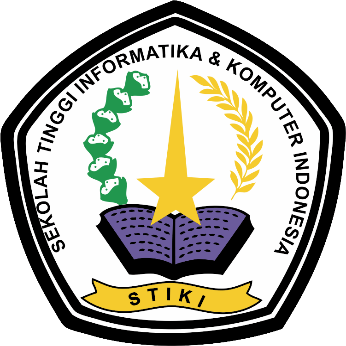 SEKOLAH TINGGI INFORMATIKA & KOMPUTER INDONESIA
STIKI